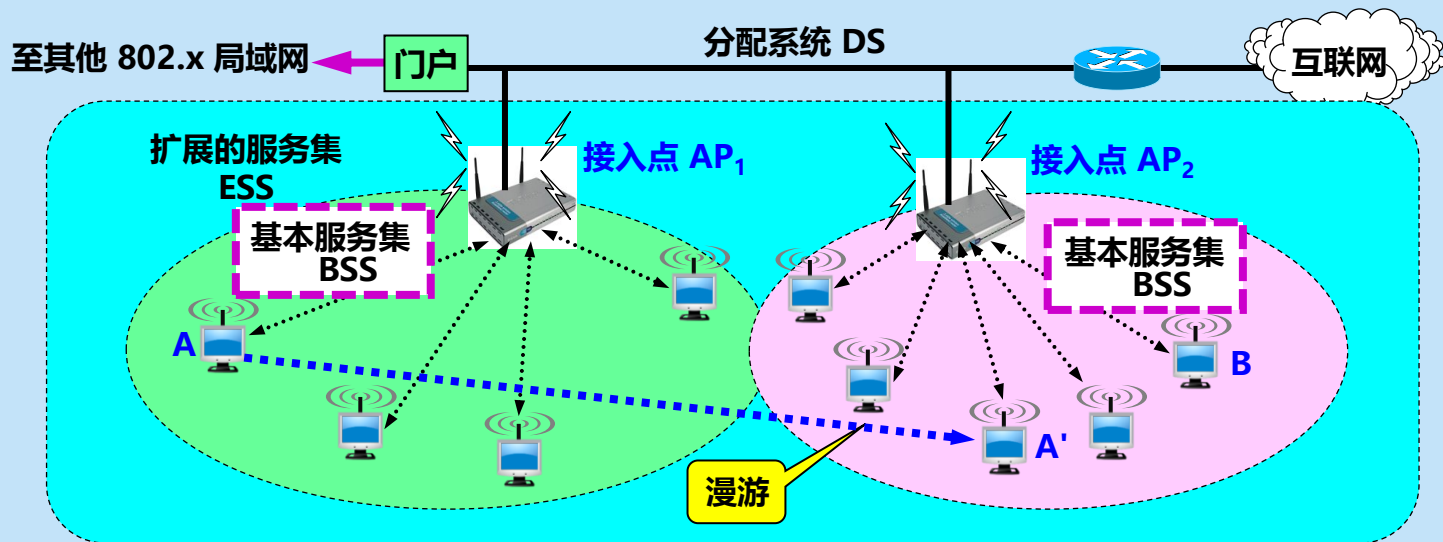 分配系统 DS
至其他 802.x 局域网
门户
互联网
扩展的服务集
ESS
接入点 AP₁
接入点 AP₂
基本服务集
BSS
基本服务集
BSS
A
B
A'
漫游